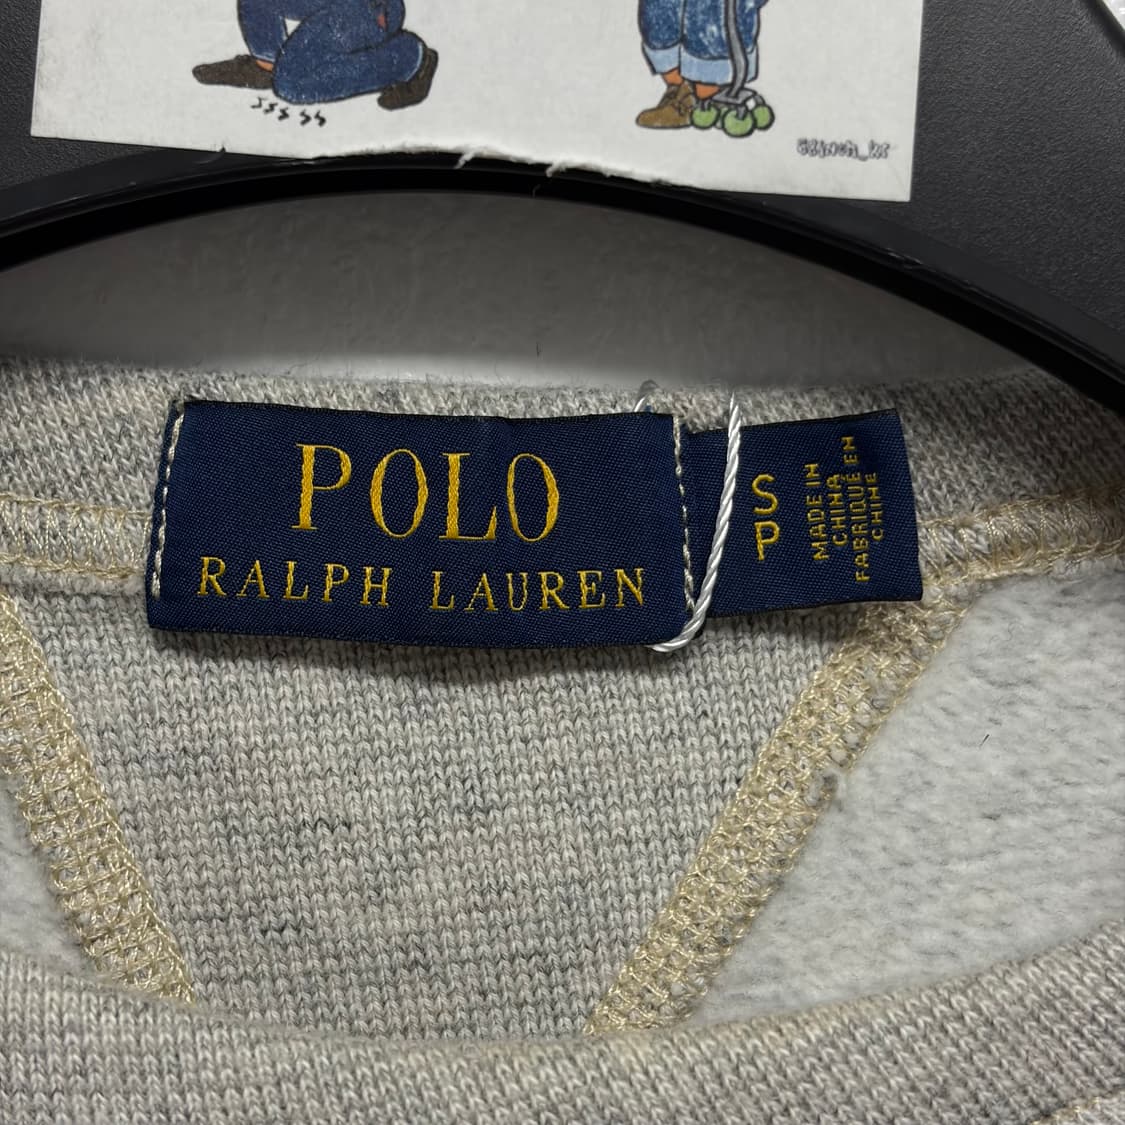 POLO
RALPH LAUREN
S
P
MADE IN
CHINA
FABRIQUÉ EN
CHINE